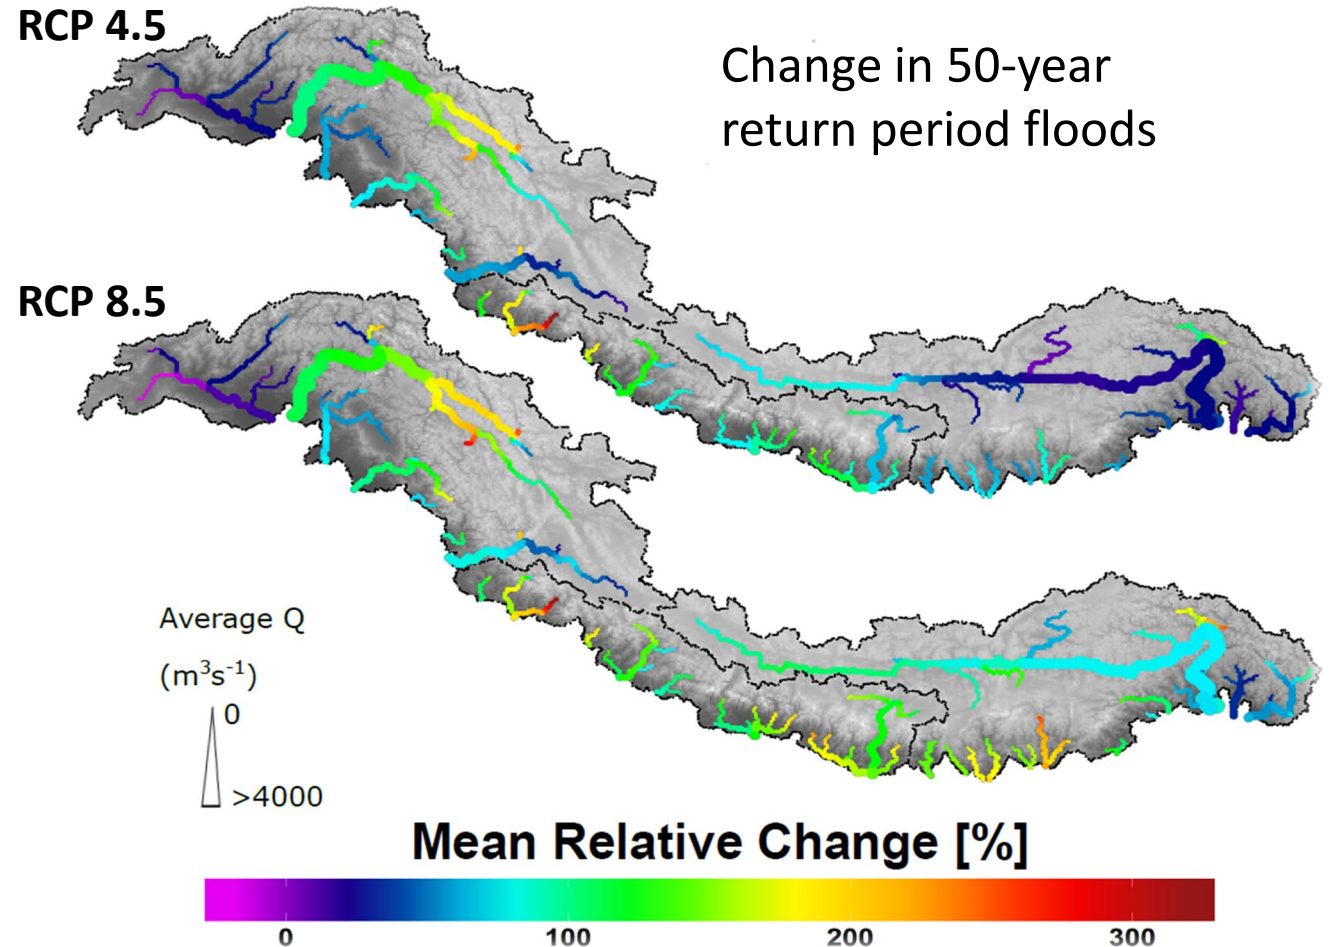 RCP 4.5
Change in 50-year
return period floods
RCP 8.5
Average Q
(m³s⁻¹)
0
>4000
Mean Relative Change [%]
0 100 200 300